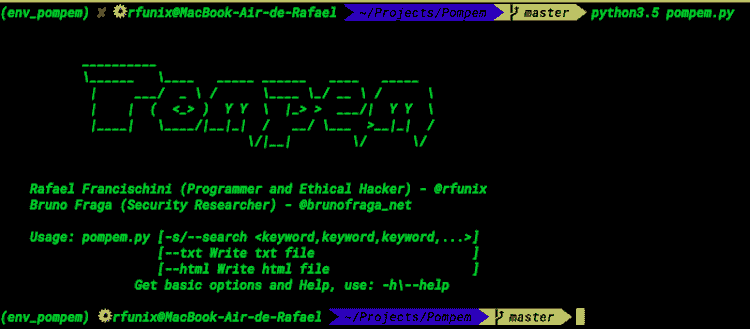 (env_pompem) ✘ rfunix@MacBook-Air-de-Rafael ~/Projects/Pompem master python3.5 pompem.py
Pompem
Rafael Francischini (Programmer and Ethical Hacker) - @rfunix
Bruno Fraga (Security Researcher) - @brunofraga_net
Usage: pompem.py [-s/--search <keyword,keyword,keyword,...>]
[--txt Write txt file ]
[--html Write html file ]
Get basic options and Help, use: -h\--help
(env_pompem) rfunix@MacBook-Air-de-Rafael ~/Projects/Pompem master